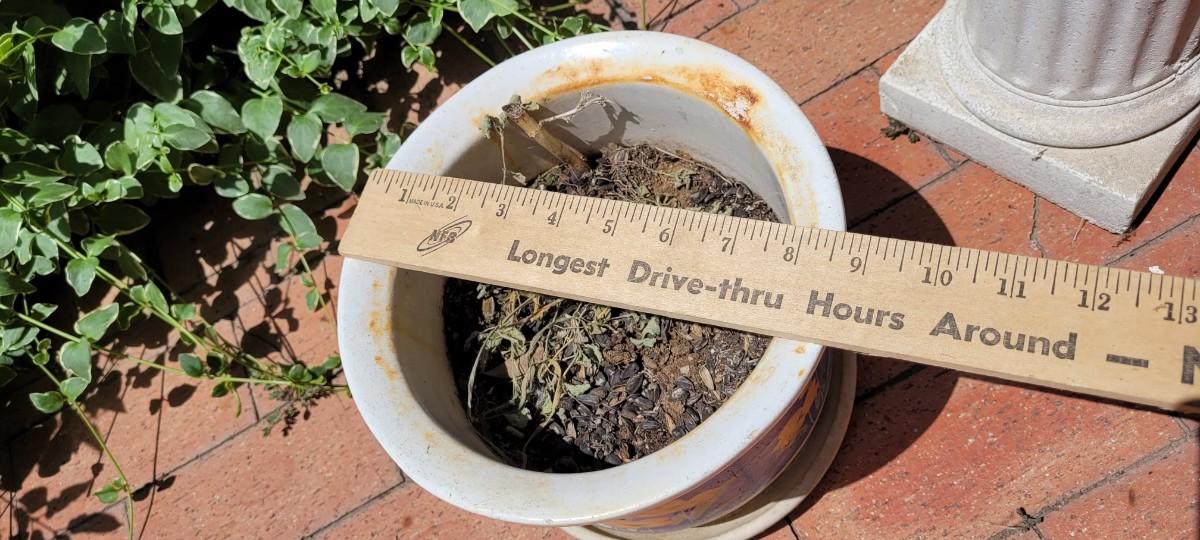 1 2 3 4 5 6 7 8 9 10 11 12 13
MADE IN U.S.A.
Longest Drive-thru Hours Around —